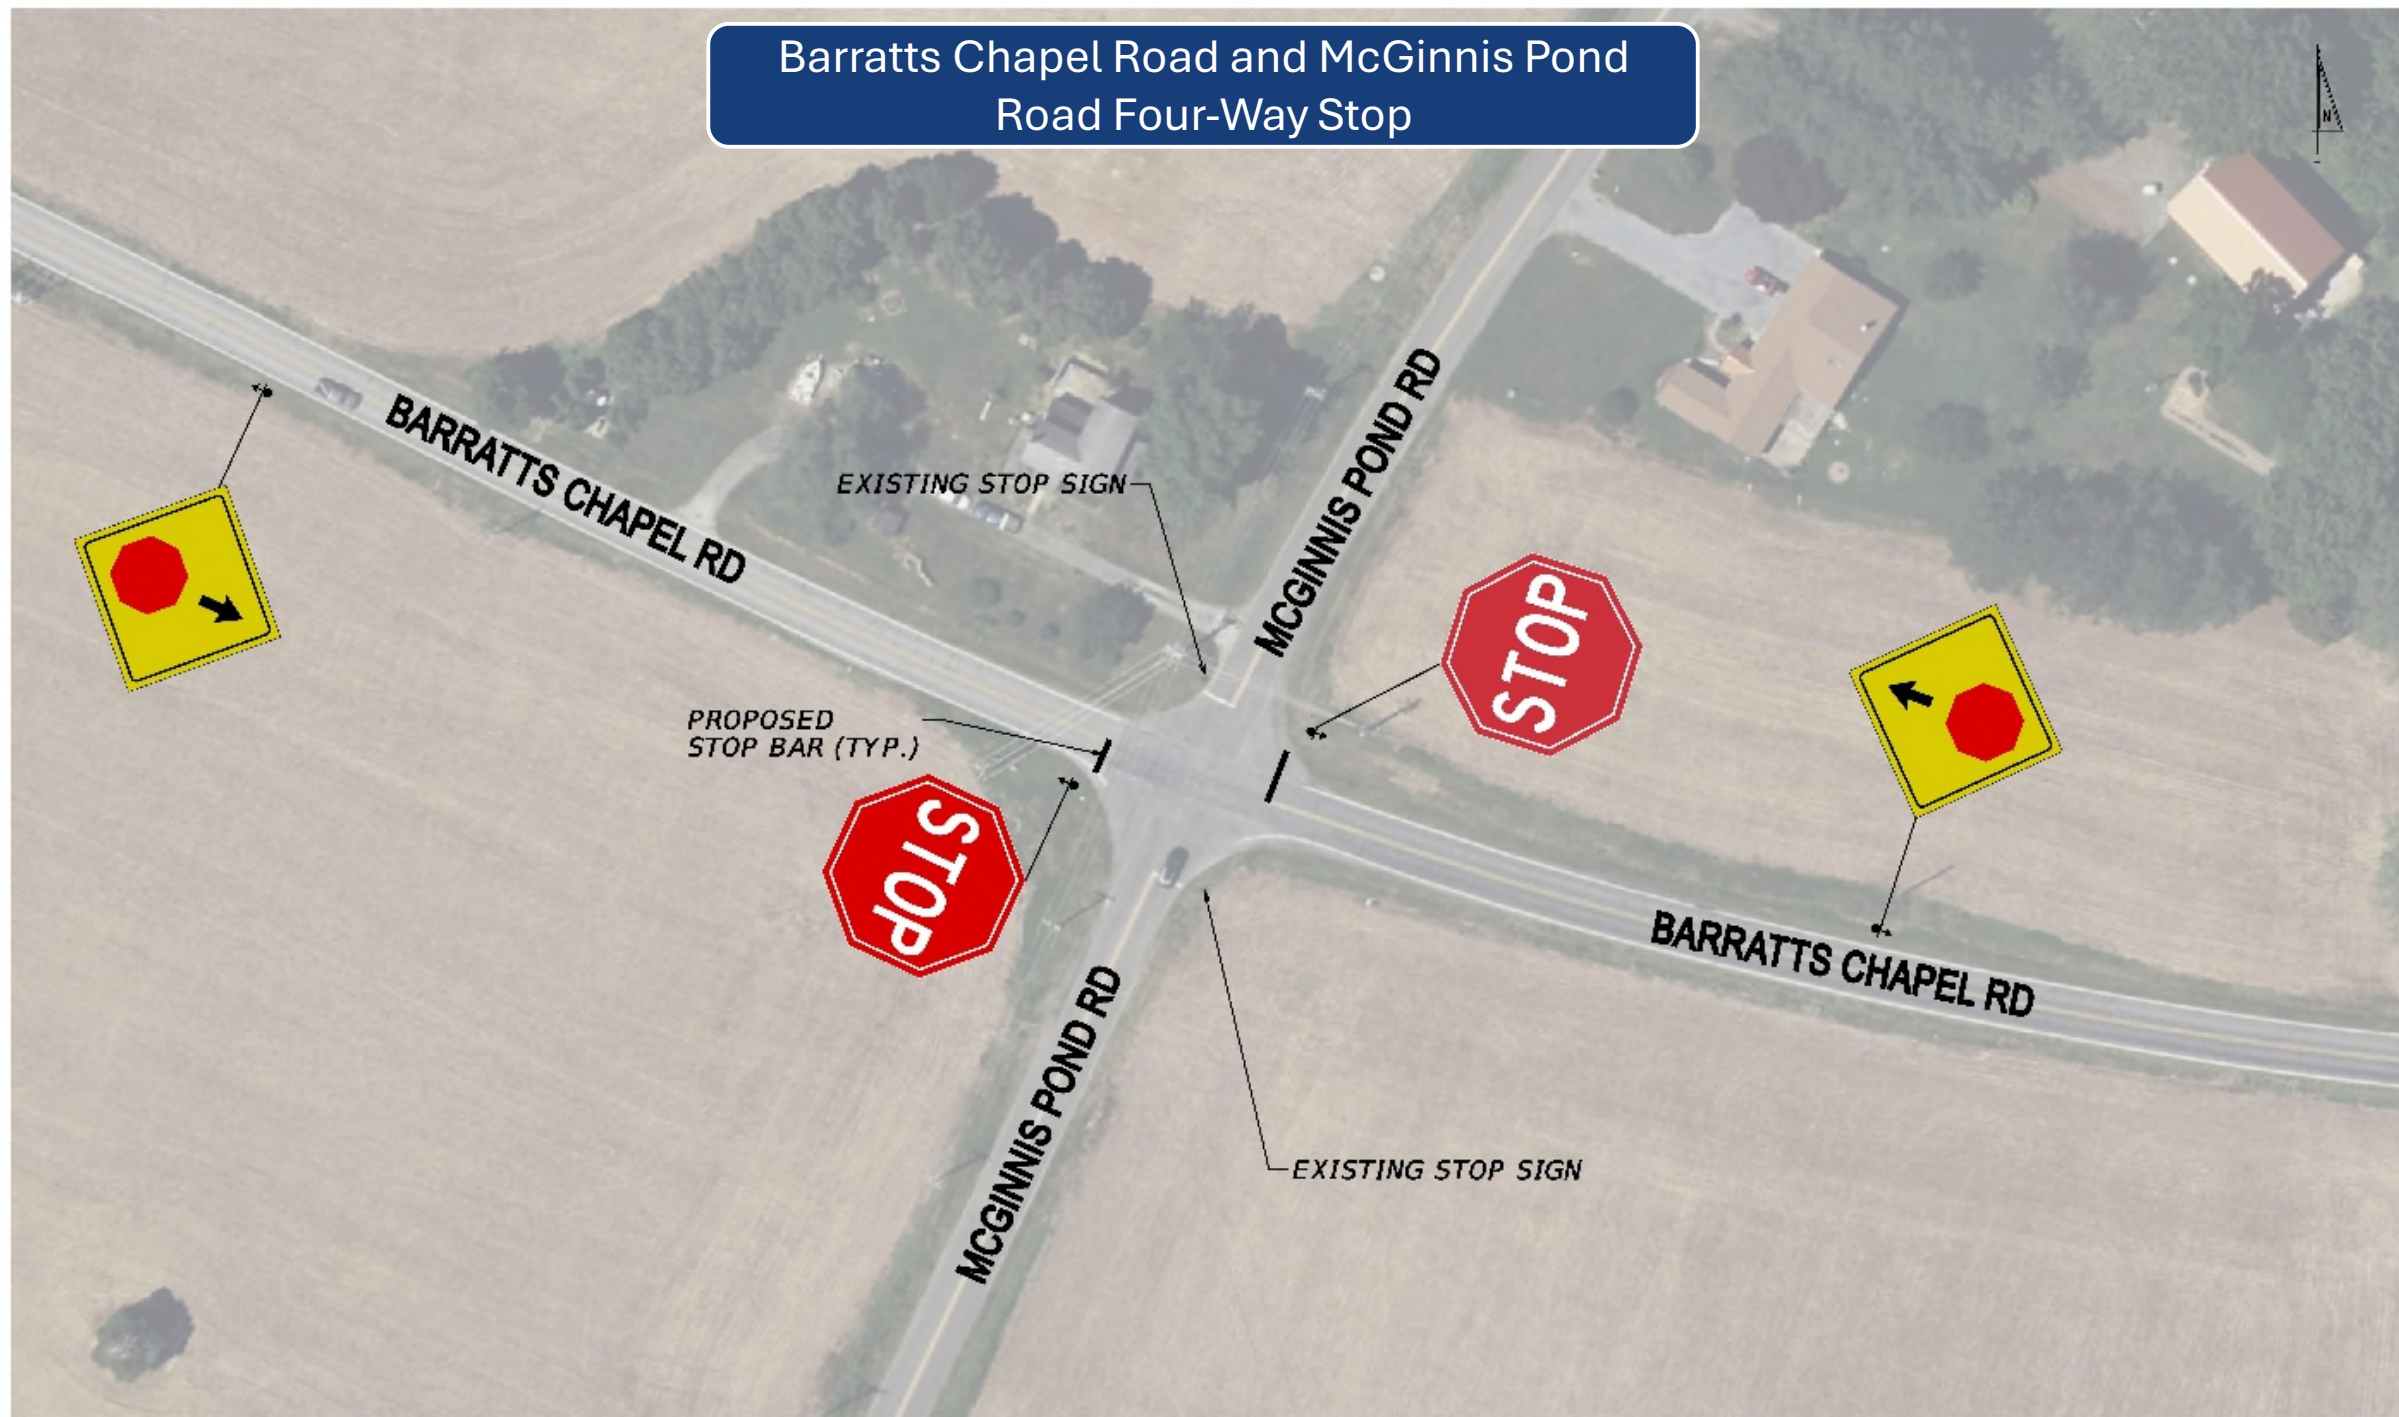 Barratts Chapel Road and McGinnis Pond
Road Four-Way Stop
N
BARRATTS CHAPEL RD
EXISTING STOP SIGN
MCGINNIS POND RD
STOP
PROPOSED
STOP BAR (TYP.)
STOP
BARRATTS CHAPEL RD
MCGINNIS POND RD
EXISTING STOP SIGN